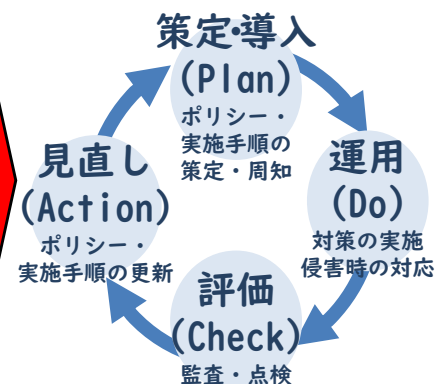 策定・導入
(Plan)
ポリシー・
実施手順の
策定・周知
運用
(Do)
対策の実施
侵害時の対応
評価
(Check)
監査・点検
見直し
(Action)
ポリシー・
実施手順の更新